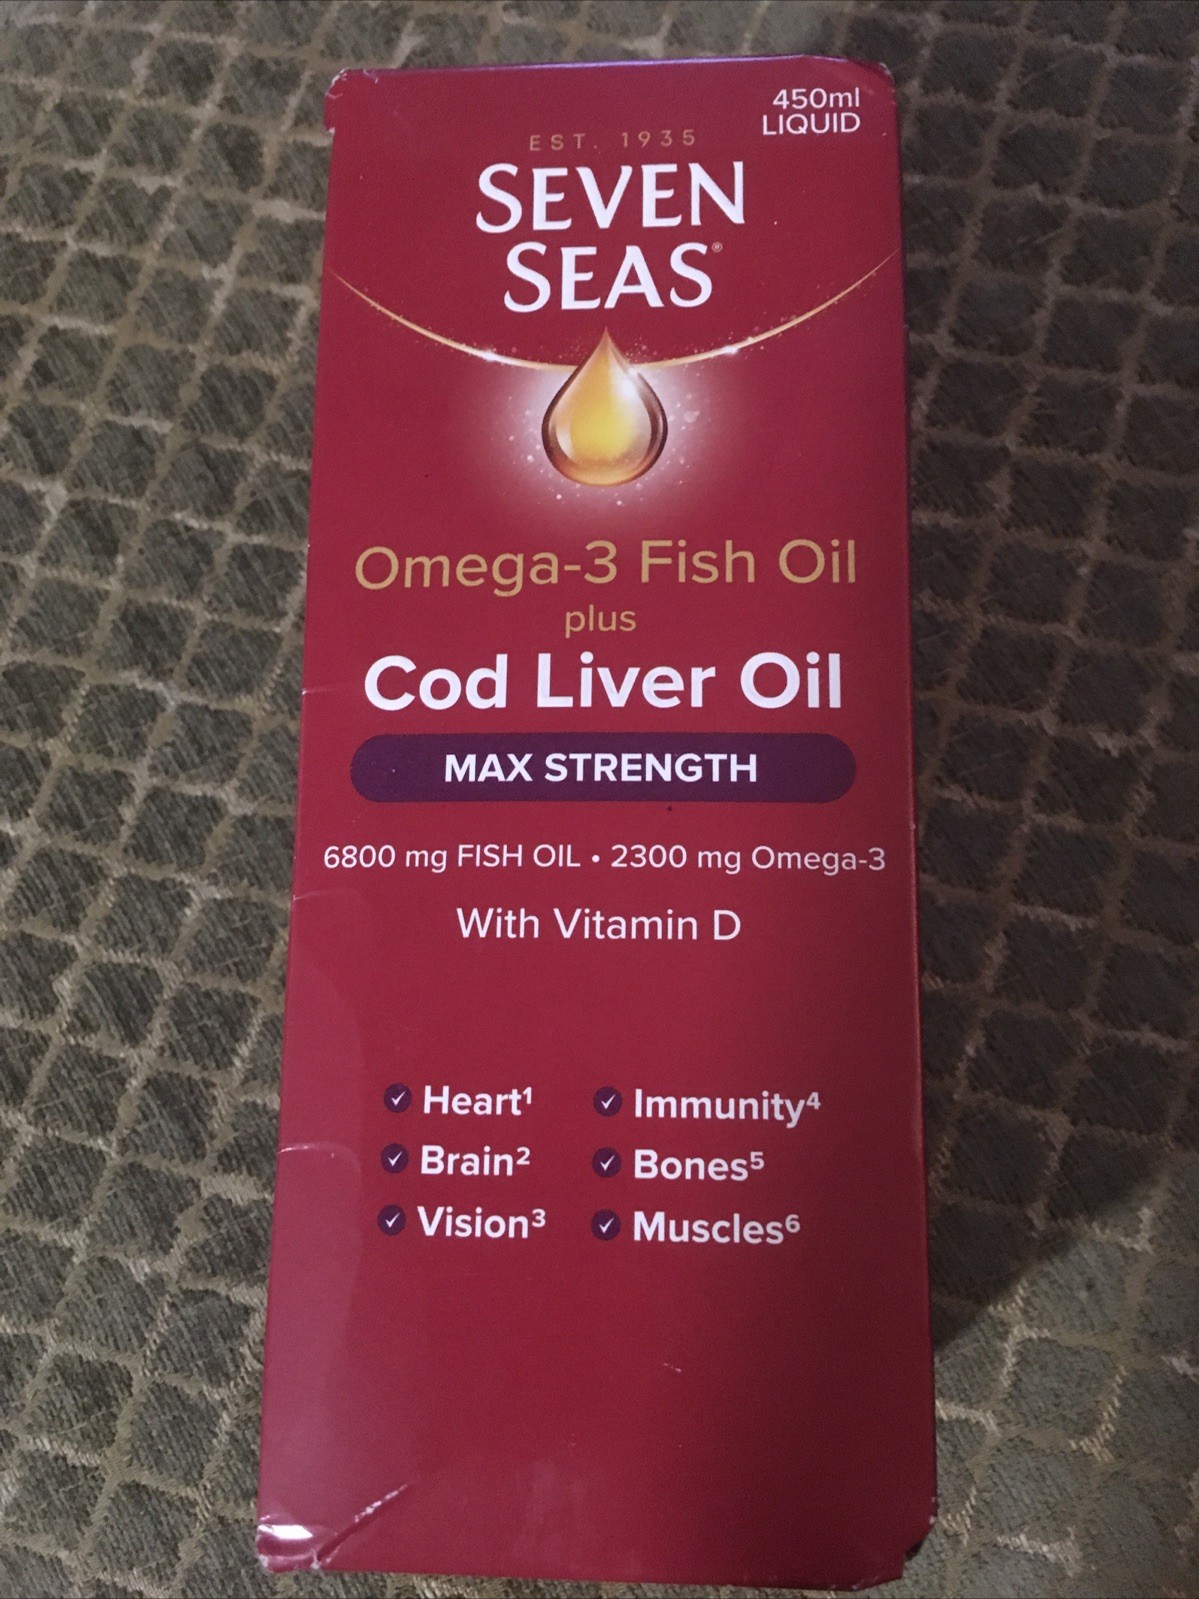 450ml
LIQUID
EST. 1935
SEVEN
SEAS®
Omega-3 Fish Oil
plus
Cod Liver Oil
MAX STRENGTH
6800 mg FISH OIL • 2300 mg Omega-3
With Vitamin D
Heart¹
Immunity⁴
Brain²
Bones⁵
Vision³
Muscles⁶